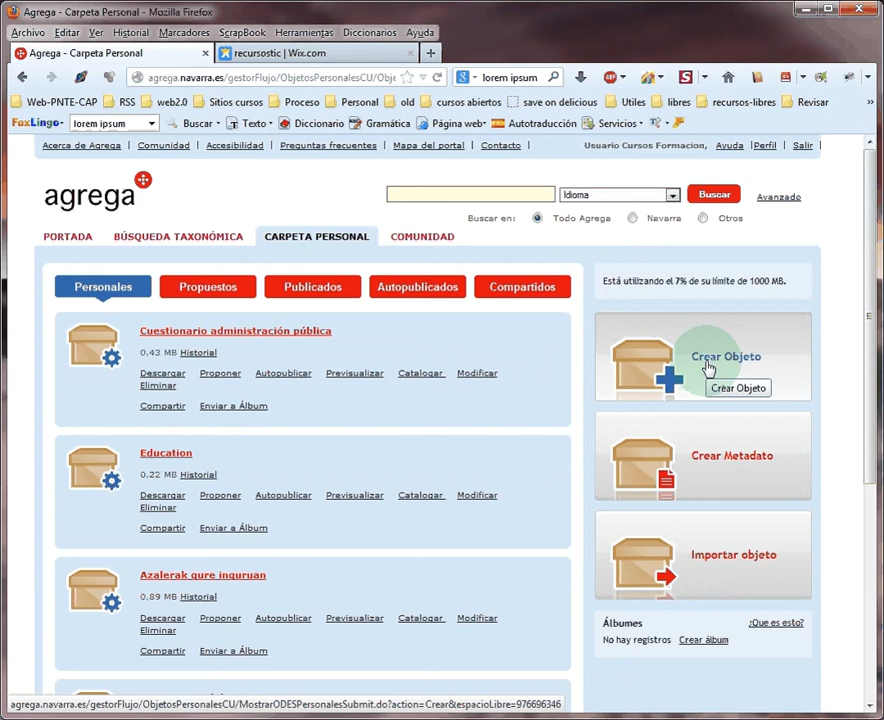 Agrega - Carpeta Personal - Mozilla Firefox
Archivo Editar Ver Historial Marcadores ScrapBook Herramientas Diccionarios Ayuda
Agrega - Carpeta Personal × recursostic | Wix.com × +
agrega.navarra.es/gestorFlujo/ObjetosPersonalesCU/Obje lorem ipsum
Web-PNTE-CAP RSS web2.0 Sitios cursos Proceso Personal old cursos abiertos save on delicious Utiles libres recursos-libres Revisar
FoxLingo lorem ipsum Buscar Texto Diccionario Gramática Página web Autotraducción Servicios
Acerca de Agrega | Comunidad | Accesibilidad | Preguntas frecuentes | Mapa del portal | Contacto | Usuario Cursos Formacion, Ayuda |Perfil | Salir |
agrega Idioma Buscar Avanzado
Buscar en: Todo Agrega Navarra Otros
PORTADA BÚSQUEDA TAXONÓMICA CARPETA PERSONAL COMUNIDAD
Personales Propuestos Publicados Autopublicados Compartidos
Está utilizando el 7% de su límite de 1000 MB.
Cuestionario administración pública
0,43 MB Historial
Descargar Proponer Autopublicar Previsualizar Catalogar Modificar
Eliminar
Compartir Enviar a Álbum
Crear Objeto
Crear Objeto
Education
0,22 MB Historial
Descargar Proponer Autopublicar Previsualizar Catalogar Modificar
Compartir Enviar a Álbum
Crear Metadato
Azalerak gure inguruan
0,89 MB Historial
Descargar Proponer Autopublicar Previsualizar Catalogar Modificar
Eliminar
Compartir Enviar a Álbum
Importar objeto
Álbumes ¿Que es esto?
No hay registros Crear álbum
agrega.navarra.es/gestorFlujo/ObjetosPersonalesCU/MostrarODESPersonalesSubmit.do?action=Crear&espacioLibre=976696346